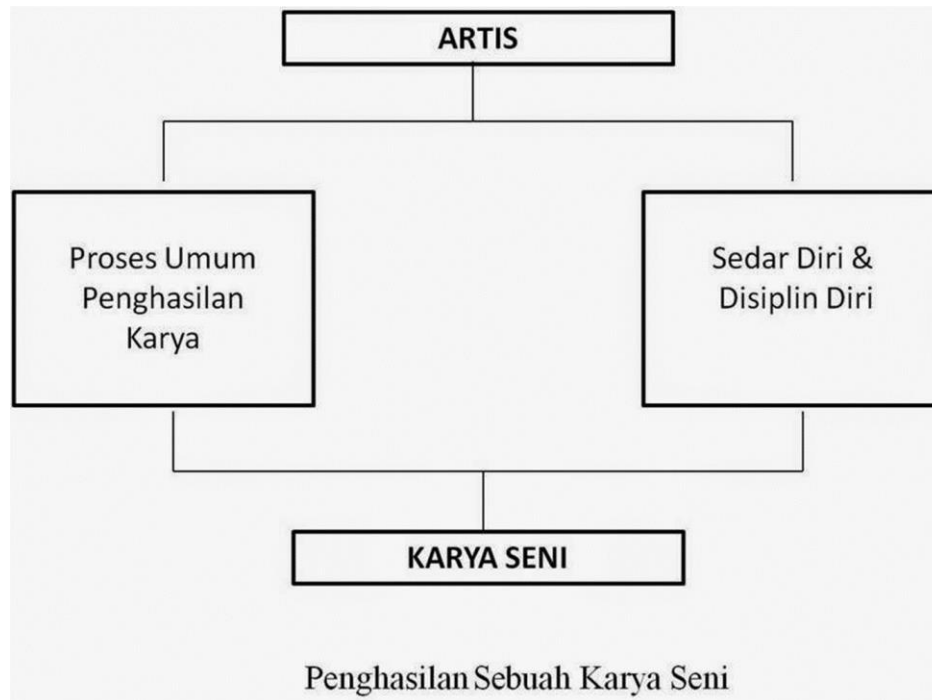 ARTIS
Proses Umum
Penghasilan
Karya
Sedar Diri &
Disiplin Diri
KARYA SENI
Penghasilan Sebuah Karya Seni